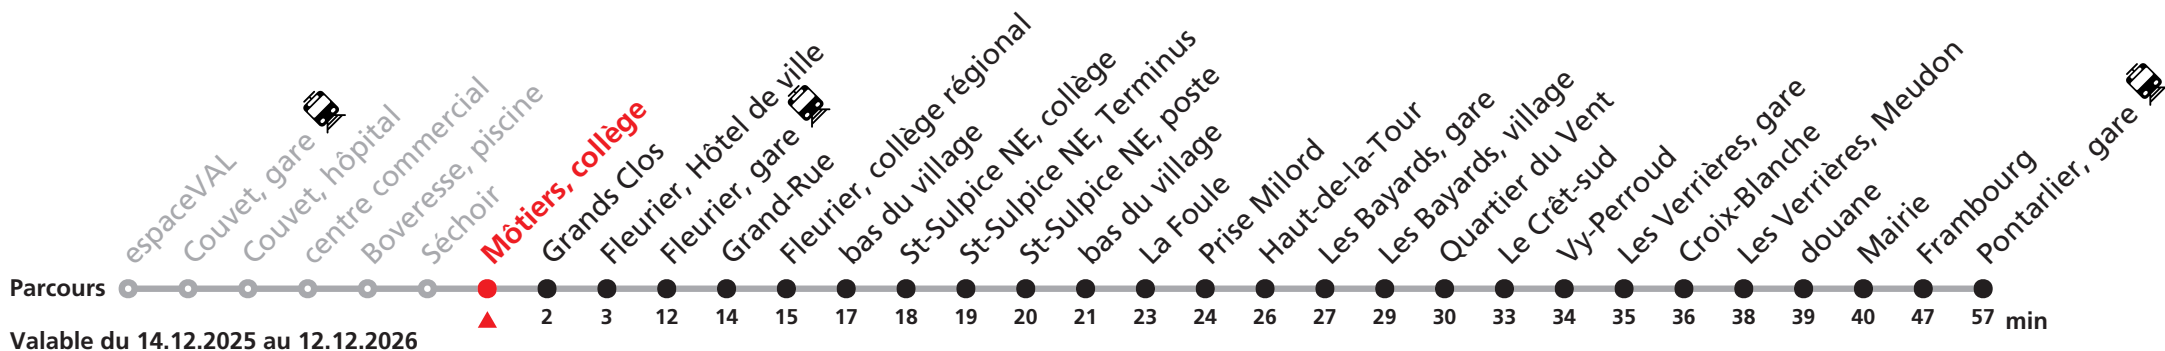 espaceVAL
Couvet, gare
Couvet, hôpital
centre commercial
Boveresse, piscine
Séchoir
Môtiers, collège
Grands Clos
Fleurier, Hôtel de ville
Fleurier, gare
Grand-Rue
Fleurier, collège régional
bas du village
St-Sulpice NE, collège
St-Sulpice NE, Terminus
St-Sulpice NE, poste
bas du village
La Foule
Prise Milord
Haut-de-la-Tour
Les Bayards, gare
Les Bayards, village
Quartier du Vent
Le Crêt-sud
Vy-Perroud
Les Verrières, gare
Croix-Blanche
Les Verrières, Meudon
douane
Mairie
Frambourg
Pontarlier, gare
Parcours
2 3 12 14 15 17 18 19 20 21 23 24 26 27 29 30 33 34 35 36 38 39 40 47 57 min
Valable du 14.12.2025 au 12.12.2026